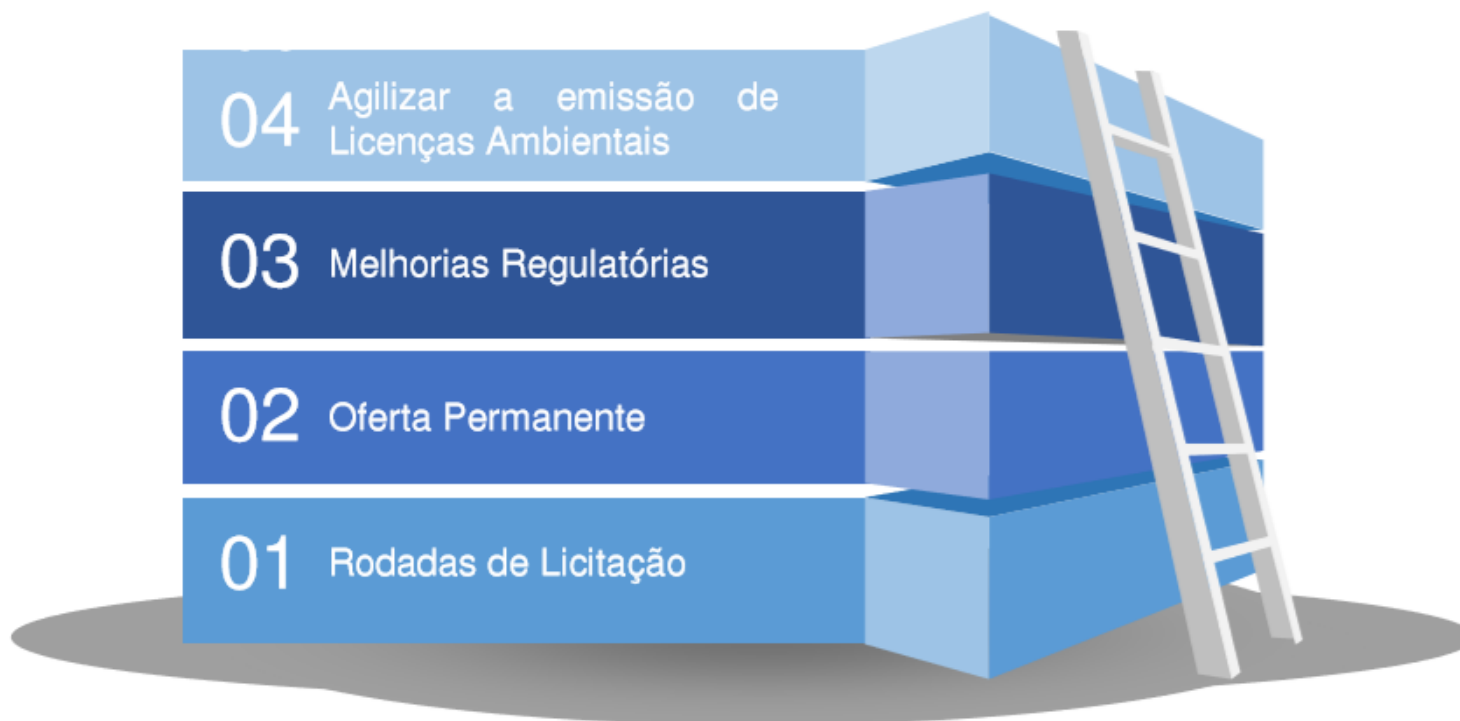 04 Agilizar a emissão de
Licenças Ambientais
03 Melhorias Regulatórias
02 Oferta Permanente
01 Rodadas de Licitação